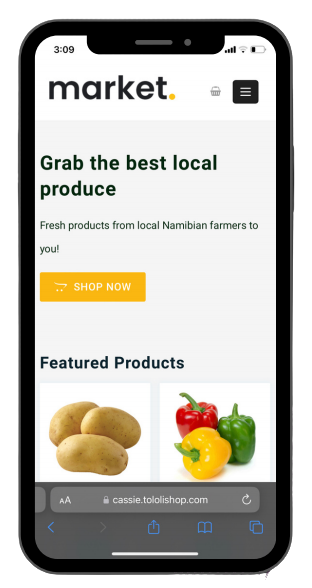 3:09
market.
Grab the best local
produce
Fresh products from local Namibian farmers to
you!
SHOP NOW
Featured Products
AA cassie.tololishop.com